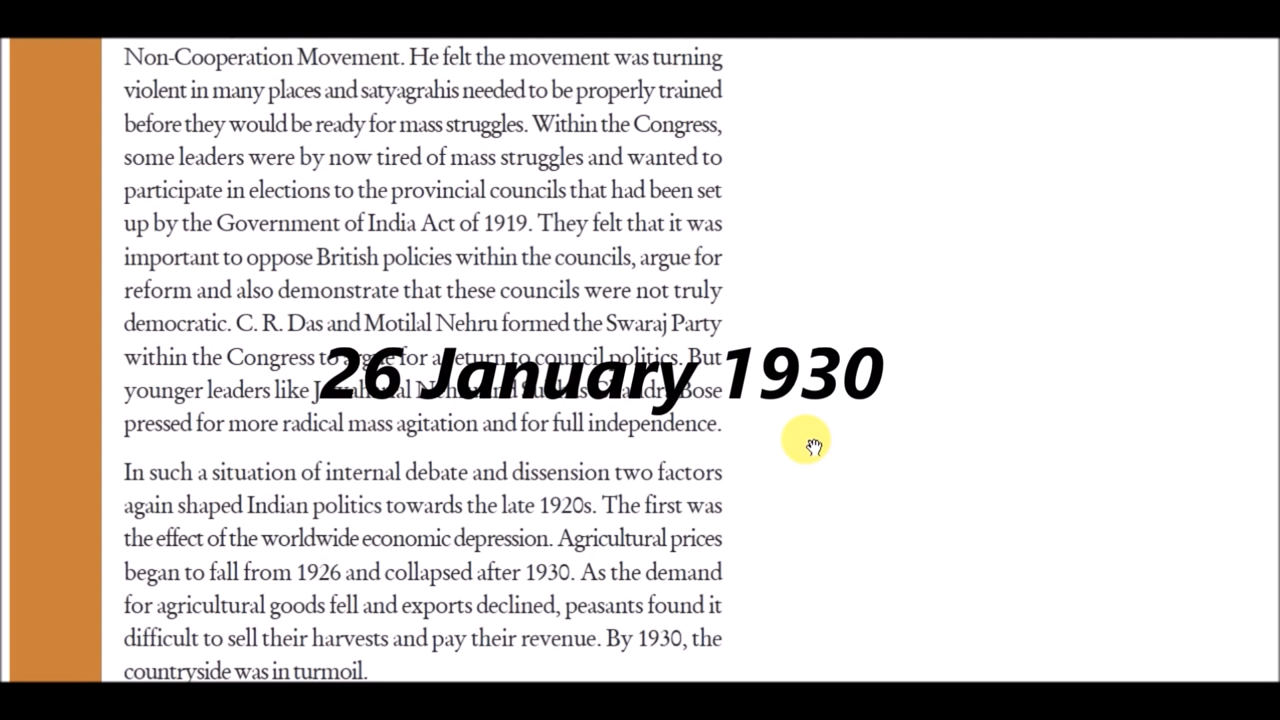 Non-Cooperation Movement. He felt the movement was turning
violent in many places and satyagrahis needed to be properly trained
before they would be ready for mass struggles. Within the Congress,
some leaders were by now tired of mass struggles and wanted to
participate in elections to the provincial councils that had been set
up by the Government of India Act of 1919. They felt that it was
important to oppose British policies within the councils, argue for
reform and also demonstrate that these councils were not truly
democratic. C. R. Das and Motilal Nehru formed the Swaraj Party
within the Congress to argue for a return to council politics. But
26 January 1930
younger leaders like Jawaharlal Nehru and Subhas Chandra Bose
pressed for more radical mass agitation and for full independence.
In such a situation of internal debate and dissension two factors
again shaped Indian politics towards the late 1920s. The first was
the effect of the worldwide economic depression. Agricultural prices
began to fall from 1926 and collapsed after 1930. As the demand
for agricultural goods fell and exports declined, peasants found it
difficult to sell their harvests and pay their revenue. By 1930, the
countryside was in turmoil.